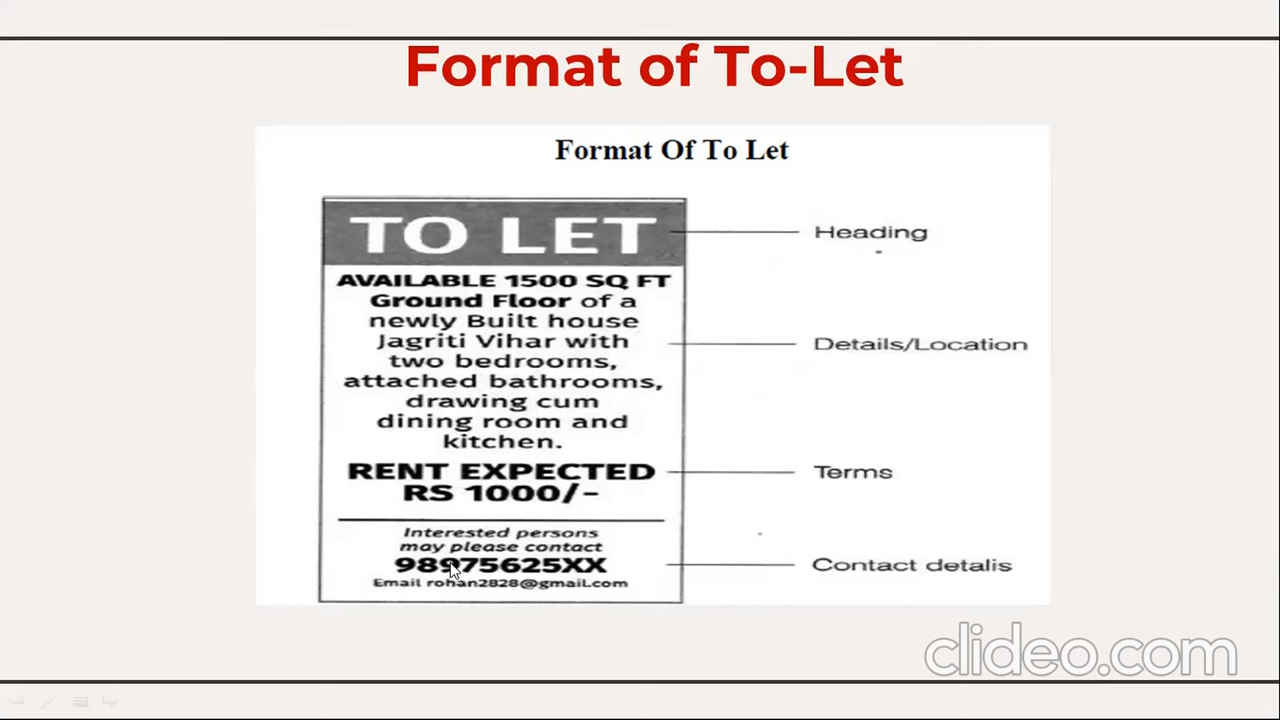 Format of To-Let
Format Of To Let
TO LET
Heading
AVAILABLE 1500 SQ FT
Ground Floor of a
newly Built house
Jagriti Vihar with
Details/Location
two bedrooms,
attached bathrooms,
drawing cum
dining room and
kitchen.
RENT EXPECTED
Terms
RS 1000/-
Interested persons
may please contact
98975625XX
Contact detalis
Email rohan2828@gmail.com
clideo.com